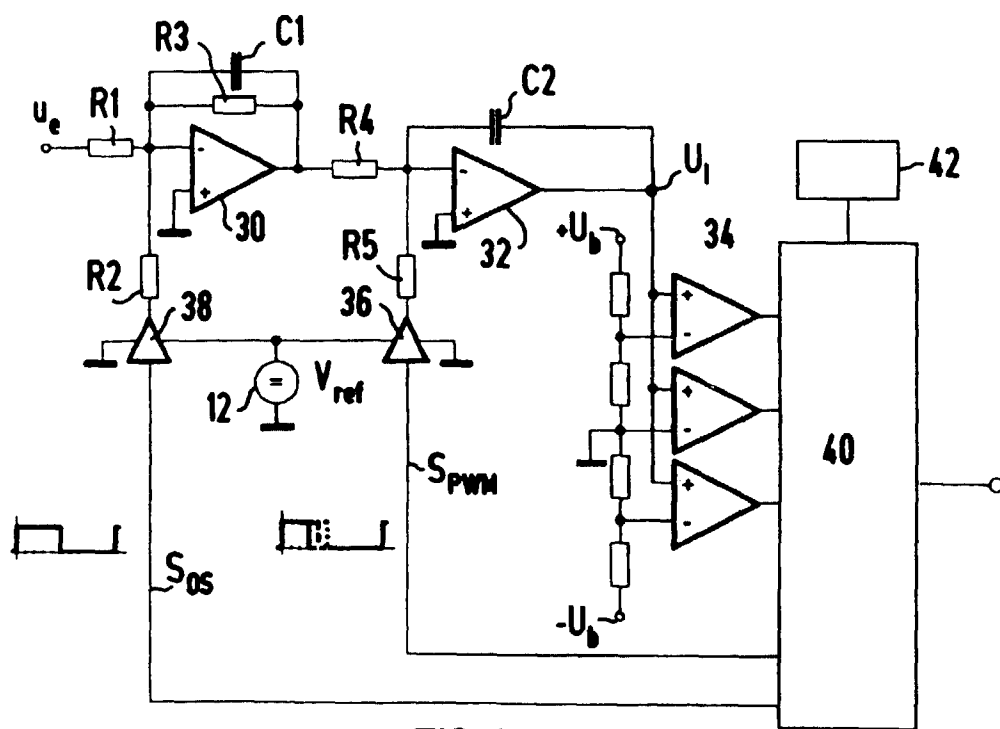 C1
R3
u_e
R1
30
R4
C2
32
U_I
42
34
+U_b
R2
38
R5
36
12
=
V_ref
40
S_PWM
S_OS
-U_b